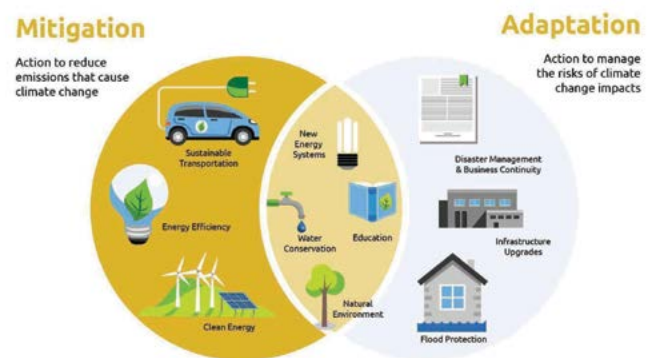 Mitigation
Action to reduce
emissions that cause
climate change
Adaptation
Action to manage
the risks of climate
change impacts
Sustainable
Transportation
Energy Efficiency
Clean Energy
New
Energy
Systems
Water
Conservation
Education
Natural
Environment
Disaster Management
& Business Continuity
Infrastructure
Upgrades
Flood Protection